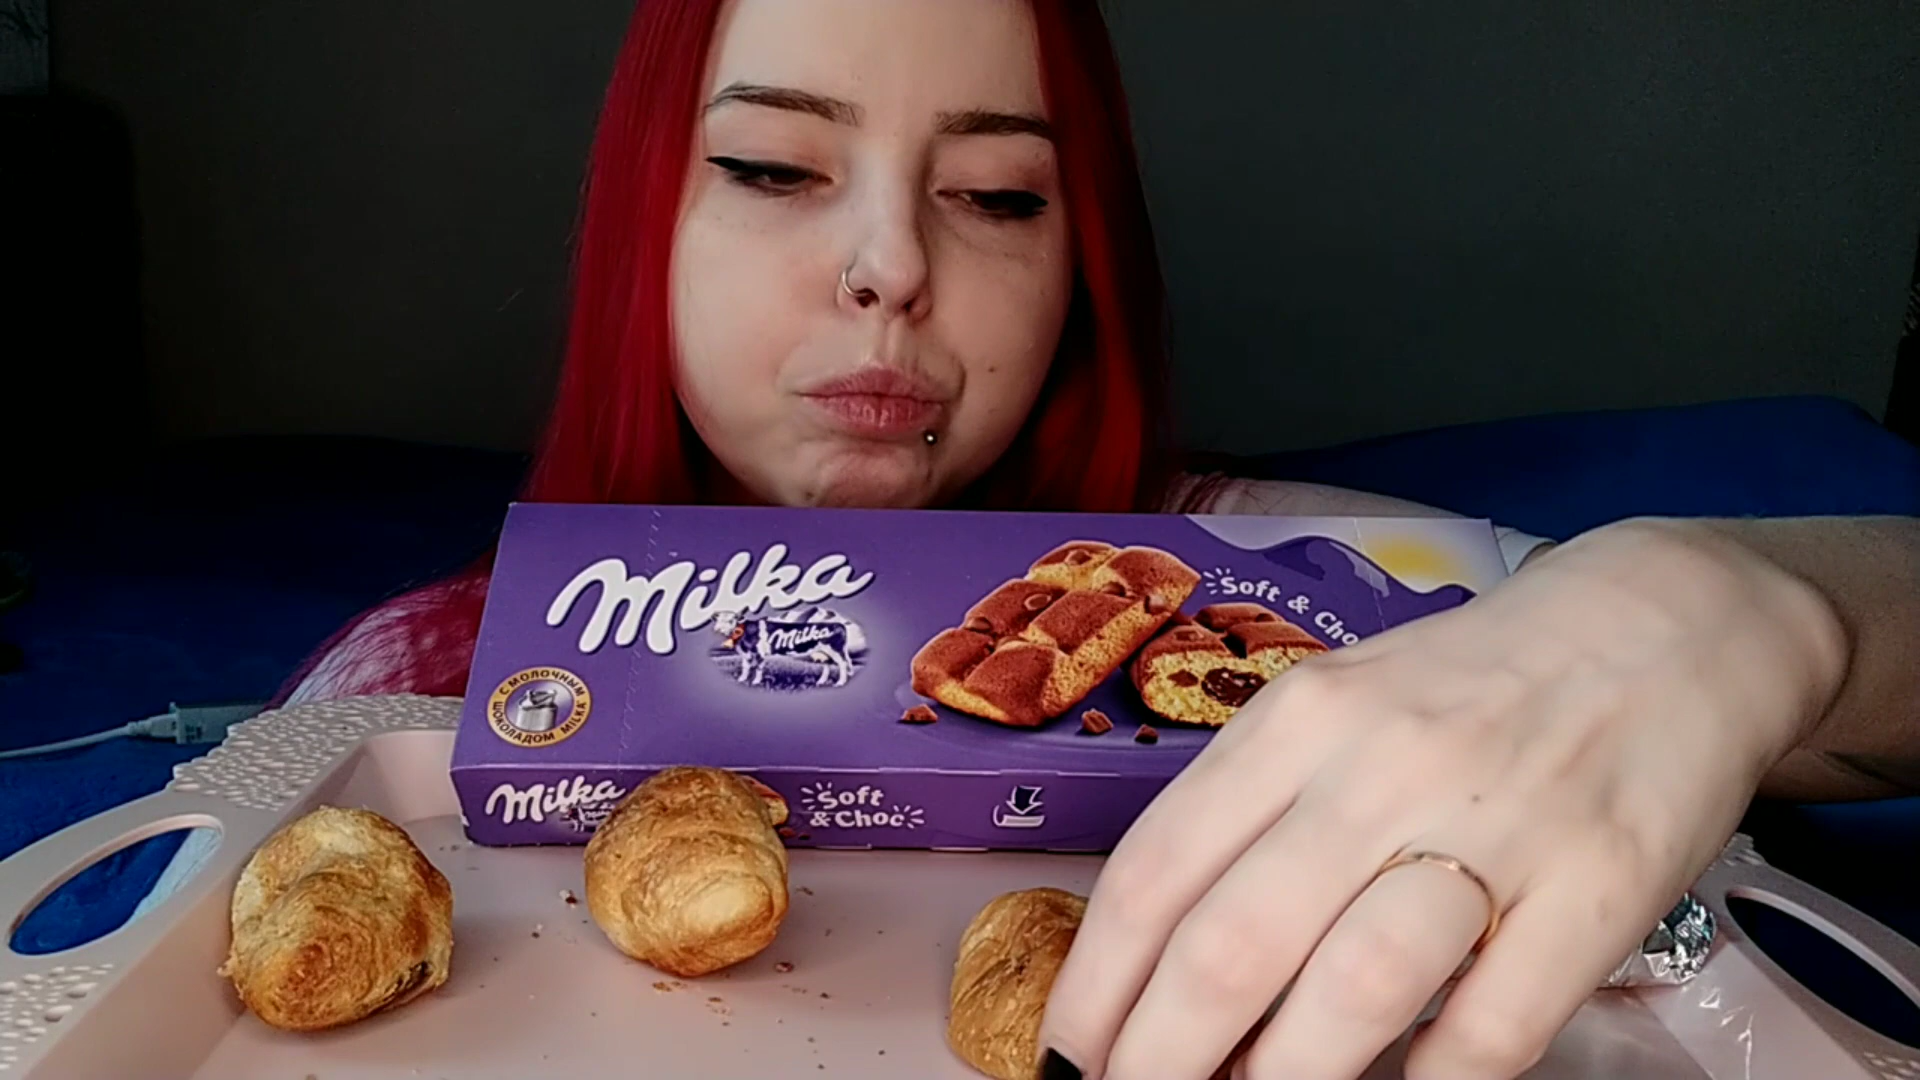 Milka
Milka
Soft & Cho
С МОЛОЧНЫМ
ШОКОЛАДОМ MILKA
Milka
Soft
&Choc